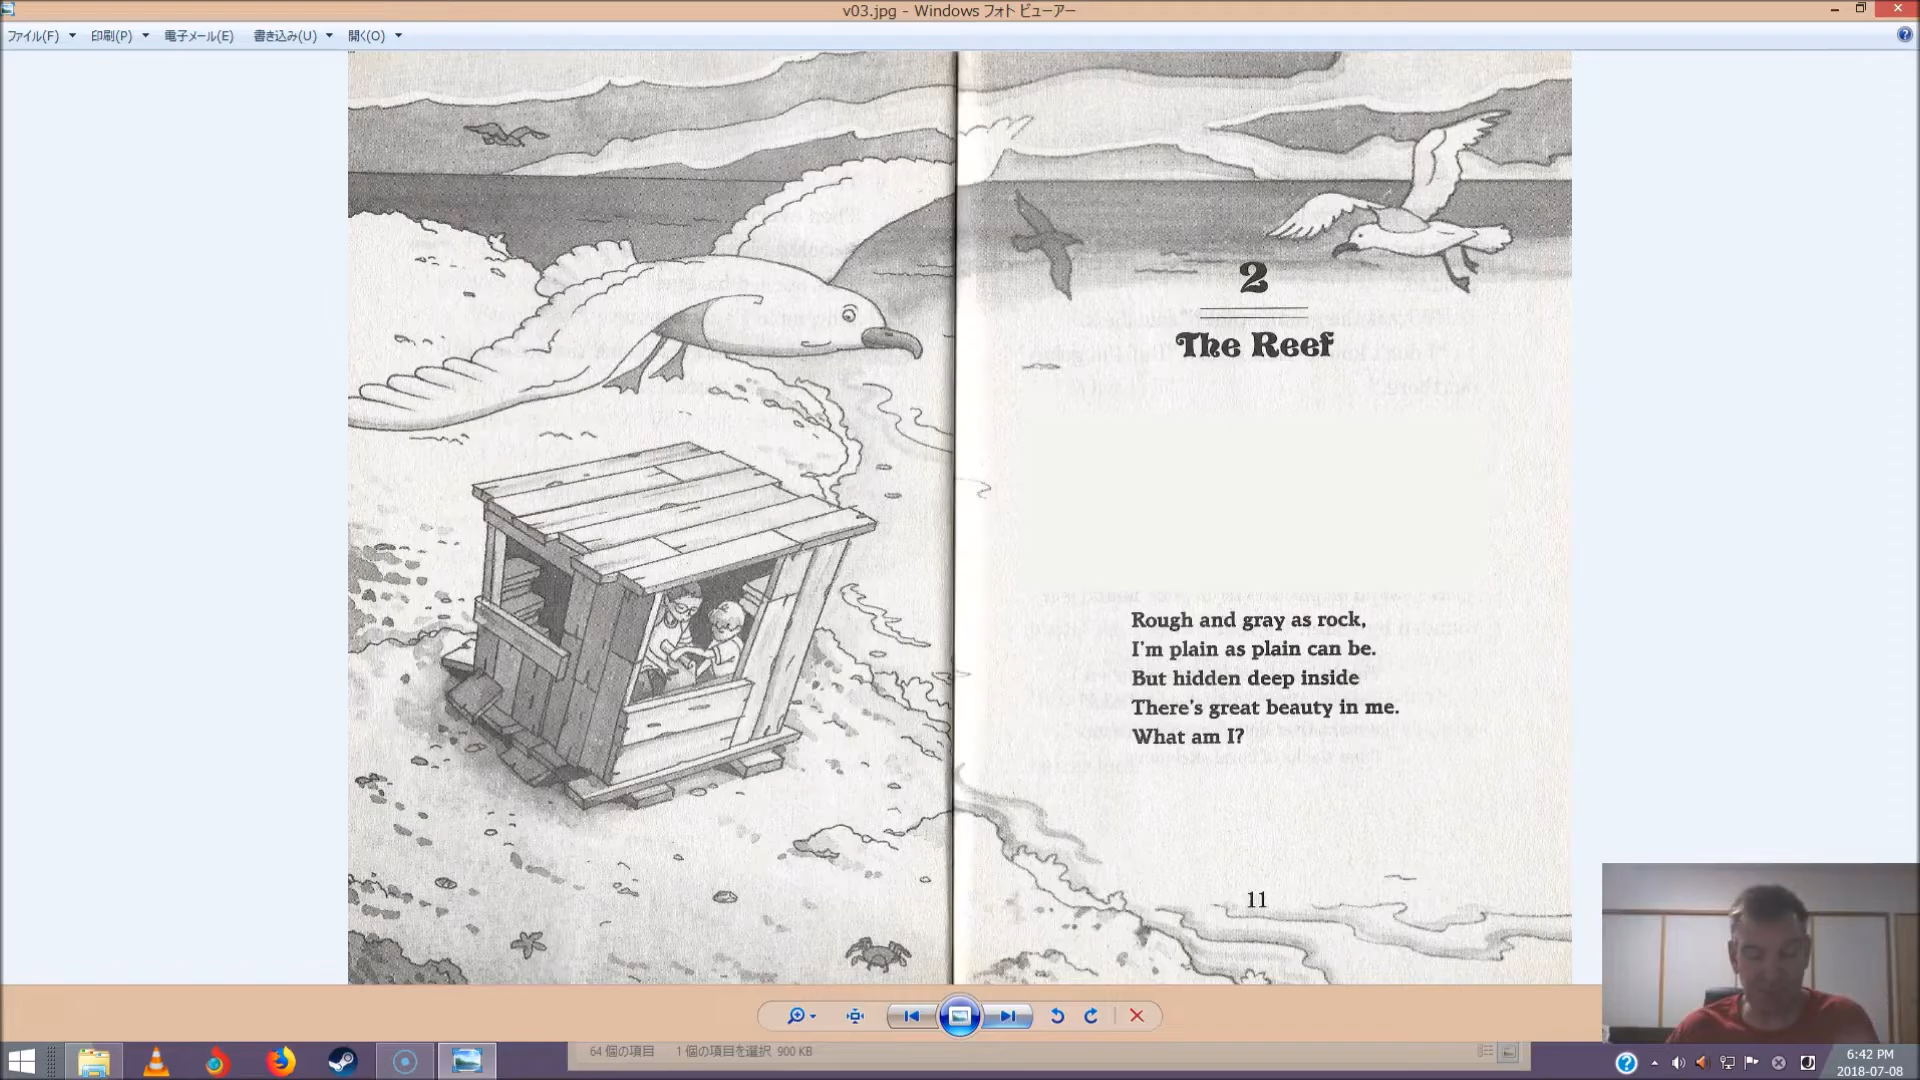 v03.jpg - Windows フォト ビューアー
ファイル(F) 印刷(P) 電子メール(E) 書き込み(U) 開く(O)
2
The Reef
Rough and gray as rock,
I'm plain as plain can be.
But hidden deep inside
There's great beauty in me.
What am I?
11
64 個の項目 1 個の項目を選択 900 KB
6:42 PM
2018-07-08